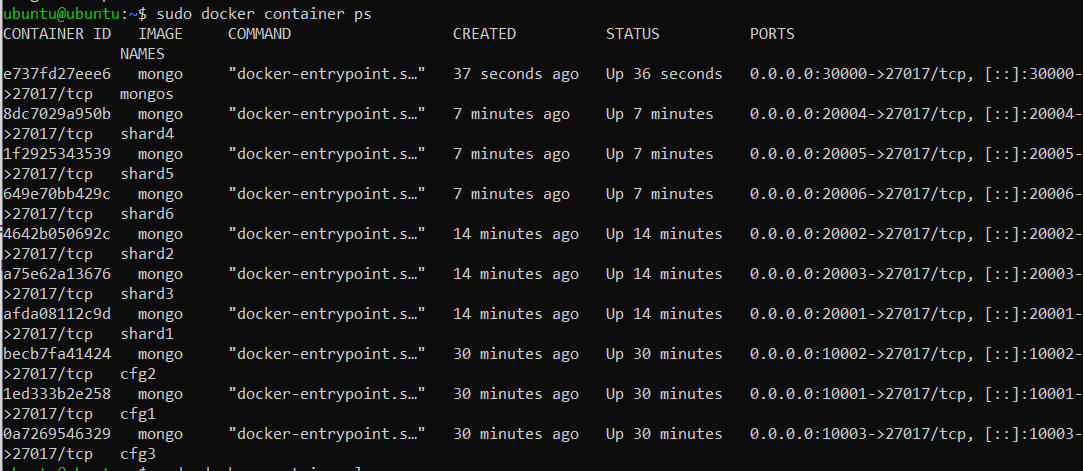 ubuntu@ubuntu:~$ sudo docker container ps
CONTAINER ID   IMAGE     COMMAND                  CREATED          STATUS          PORTS
             NAMES
e737fd27eee6   mongo     "docker-entrypoint.s…"   37 seconds ago   Up 36 seconds   0.0.0.0:30000->27017/tcp, [::]:30000-
>27017/tcp   mongos
8dc7029a950b   mongo     "docker-entrypoint.s…"   7 minutes ago    Up 7 minutes    0.0.0.0:20004->27017/tcp, [::]:20004-
>27017/tcp   shard4
1f2925343539   mongo     "docker-entrypoint.s…"   7 minutes ago    Up 7 minutes    0.0.0.0:20005->27017/tcp, [::]:20005-
>27017/tcp   shard5
649e70bb429c   mongo     "docker-entrypoint.s…"   7 minutes ago    Up 7 minutes    0.0.0.0:20006->27017/tcp, [::]:20006-
>27017/tcp   shard6
4642b050692c   mongo     "docker-entrypoint.s…"   14 minutes ago   Up 14 minutes   0.0.0.0:20002->27017/tcp, [::]:20002-
>27017/tcp   shard2
a75e62a13676   mongo     "docker-entrypoint.s…"   14 minutes ago   Up 14 minutes   0.0.0.0:20003->27017/tcp, [::]:20003-
>27017/tcp   shard3
afda08112c9d   mongo     "docker-entrypoint.s…"   14 minutes ago   Up 14 minutes   0.0.0.0:20001->27017/tcp, [::]:20001-
>27017/tcp   shard1
becb7fa41424   mongo     "docker-entrypoint.s…"   30 minutes ago   Up 30 minutes   0.0.0.0:10002->27017/tcp, [::]:10002-
>27017/tcp   cfg2
1ed333b2e258   mongo     "docker-entrypoint.s…"   30 minutes ago   Up 30 minutes   0.0.0.0:10001->27017/tcp, [::]:10001-
>27017/tcp   cfg1
0a7269546329   mongo     "docker-entrypoint.s…"   30 minutes ago   Up 30 minutes   0.0.0.0:10003->27017/tcp, [::]:10003-
>27017/tcp   cfg3